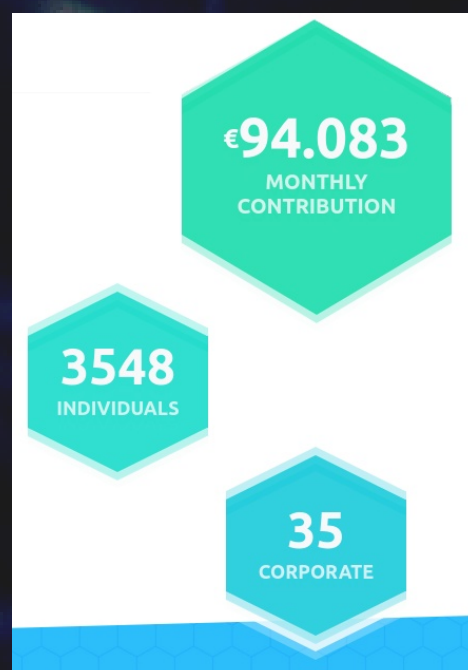 €94.083
MONTHLY
CONTRIBUTION
3548
INDIVIDUALS
35
CORPORATE